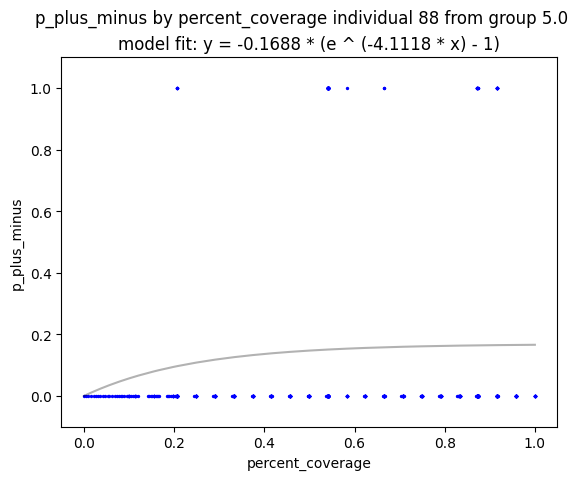 p_plus_minus by percent_coverage individual 88 from group 5.0
model fit: y = -0.1688 * (e ^ (-4.1118 * x) - 1)
1.0
0.8
0.6
0.4
0.2
0.0
p_plus_minus
0.0 0.2 0.4 0.6 0.8 1.0
percent_coverage